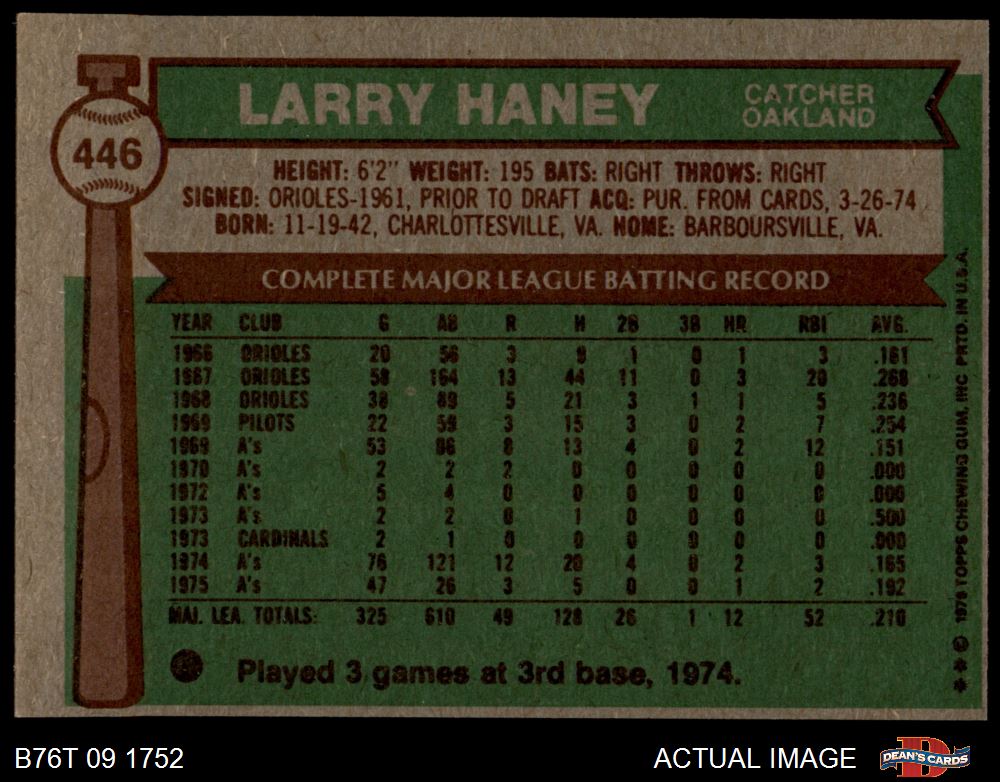 LARRY HANEY
CATCHER
OAKLAND
446
HEIGHT: 6'2" WEIGHT: 195 BATS: RIGHT THROWS: RIGHT
SIGNED: ORIOLES-1961, PRIOR TO DRAFT ACQ: PUR. FROM CARDS, 3-26-74
BORN: 11-19-42, CHARLOTTESVILLE, VA. HOME: BARBOURSVILLE, VA.
COMPLETE MAJOR LEAGUE BATTING RECORD
YEAR CLUB G AB R H 2B 3B HR RBI AVG.
1966 ORIOLES 20 56 3 9 1 0 1 3 .161
1967 ORIOLES 58 164 13 44 11 0 3 20 .268
1968 ORIOLES 38 89 5 21 3 1 1 5 .236
1969 PILOTS 22 59 3 15 3 0 2 7 .254
1969 A's 53 86 8 13 4 0 2 12 .151
1970 A's 2 2 2 0 0 0 0 0 .000
1972 A's 5 4 0 0 0 0 0 0 .000
1973 A's 2 2 0 1 0 0 0 0 .500
1973 CARDINALS 2 1 0 0 0 0 0 0 .000
1974 A's 76 121 12 20 4 0 2 3 .165
1975 A's 47 26 3 5 0 0 1 2 .192
MAJ. LEA. TOTALS: 325 610 49 128 26 1 12 52 .210
Played 3 games at 3rd base, 1974.
** © 1976 TOPPS CHEWING GUM, INC PRTD. IN U.S.A.
B76T 09 1752
ACTUAL IMAGE
DEAN'S CARDS